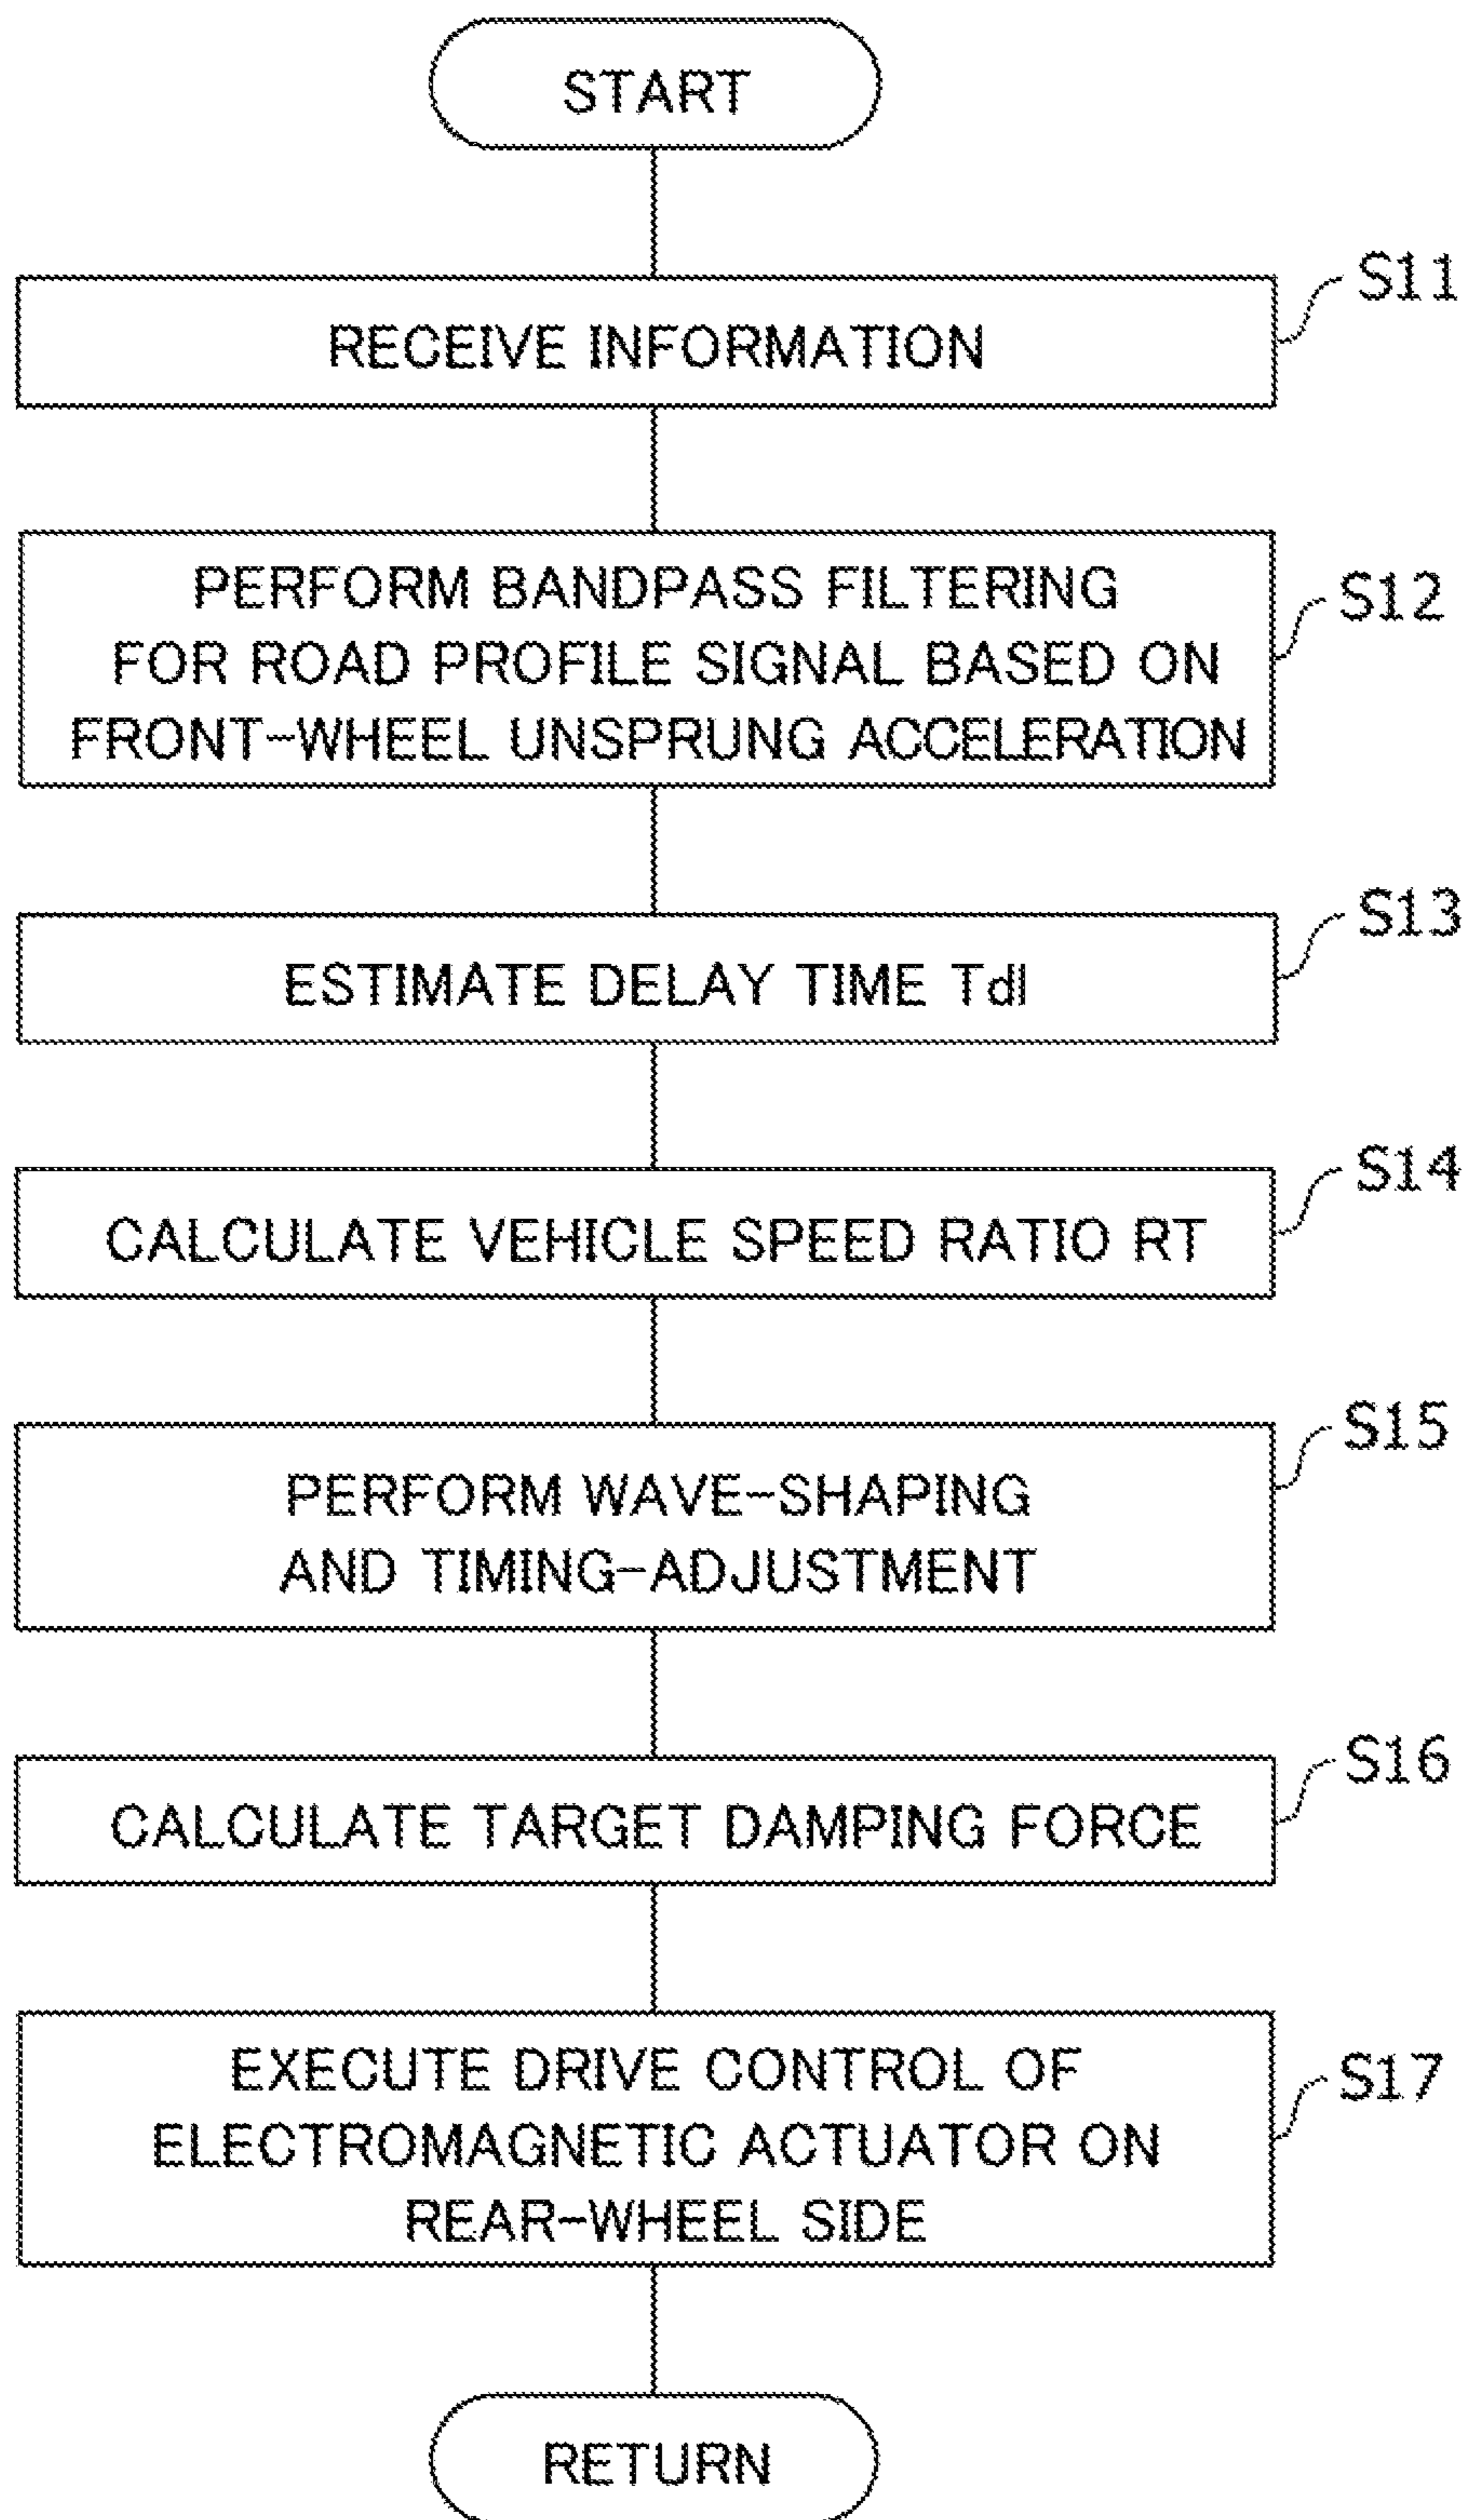 START
S11
RECEIVE INFORMATION
S12
PERFORM BANDPASS FILTERING
FOR ROAD PROFILE SIGNAL BASED ON
FRONT-WHEEL UNSPRUNG ACCELERATION
S13
ESTIMATE DELAY TIME Tdl
S14
CALCULATE VEHICLE SPEED RATIO RT
S15
PERFORM WAVE-SHAPING
AND TIMING-ADJUSTMENT
S16
CALCULATE TARGET DAMPING FORCE
S17
EXECUTE DRIVE CONTROL OF
ELECTROMAGNETIC ACTUATOR ON
REAR-WHEEL SIDE
RETURN